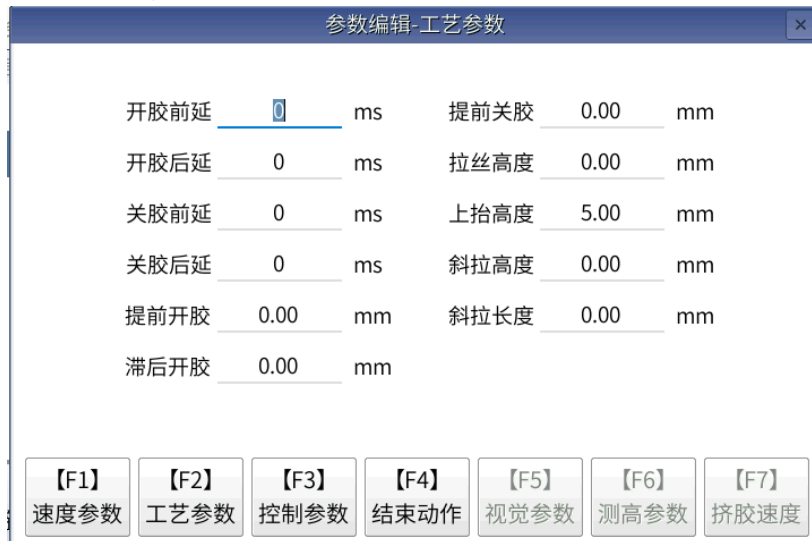 参数编辑-工艺参数
开胶前延 0 ms 提前关胶 0.00 mm
开胶后延 0 ms 拉丝高度 0.00 mm
关胶前延 0 ms 上抬高度 5.00 mm
关胶后延 0 ms 斜拉高度 0.00 mm
提前开胶 0.00 mm 斜拉长度 0.00 mm
滞后开胶 0.00 mm
【F1】 【F2】 【F3】 【F4】 【F5】 【F6】 【F7】
速度参数 工艺参数 控制参数 结束动作 视觉参数 测高参数 挤胶速度